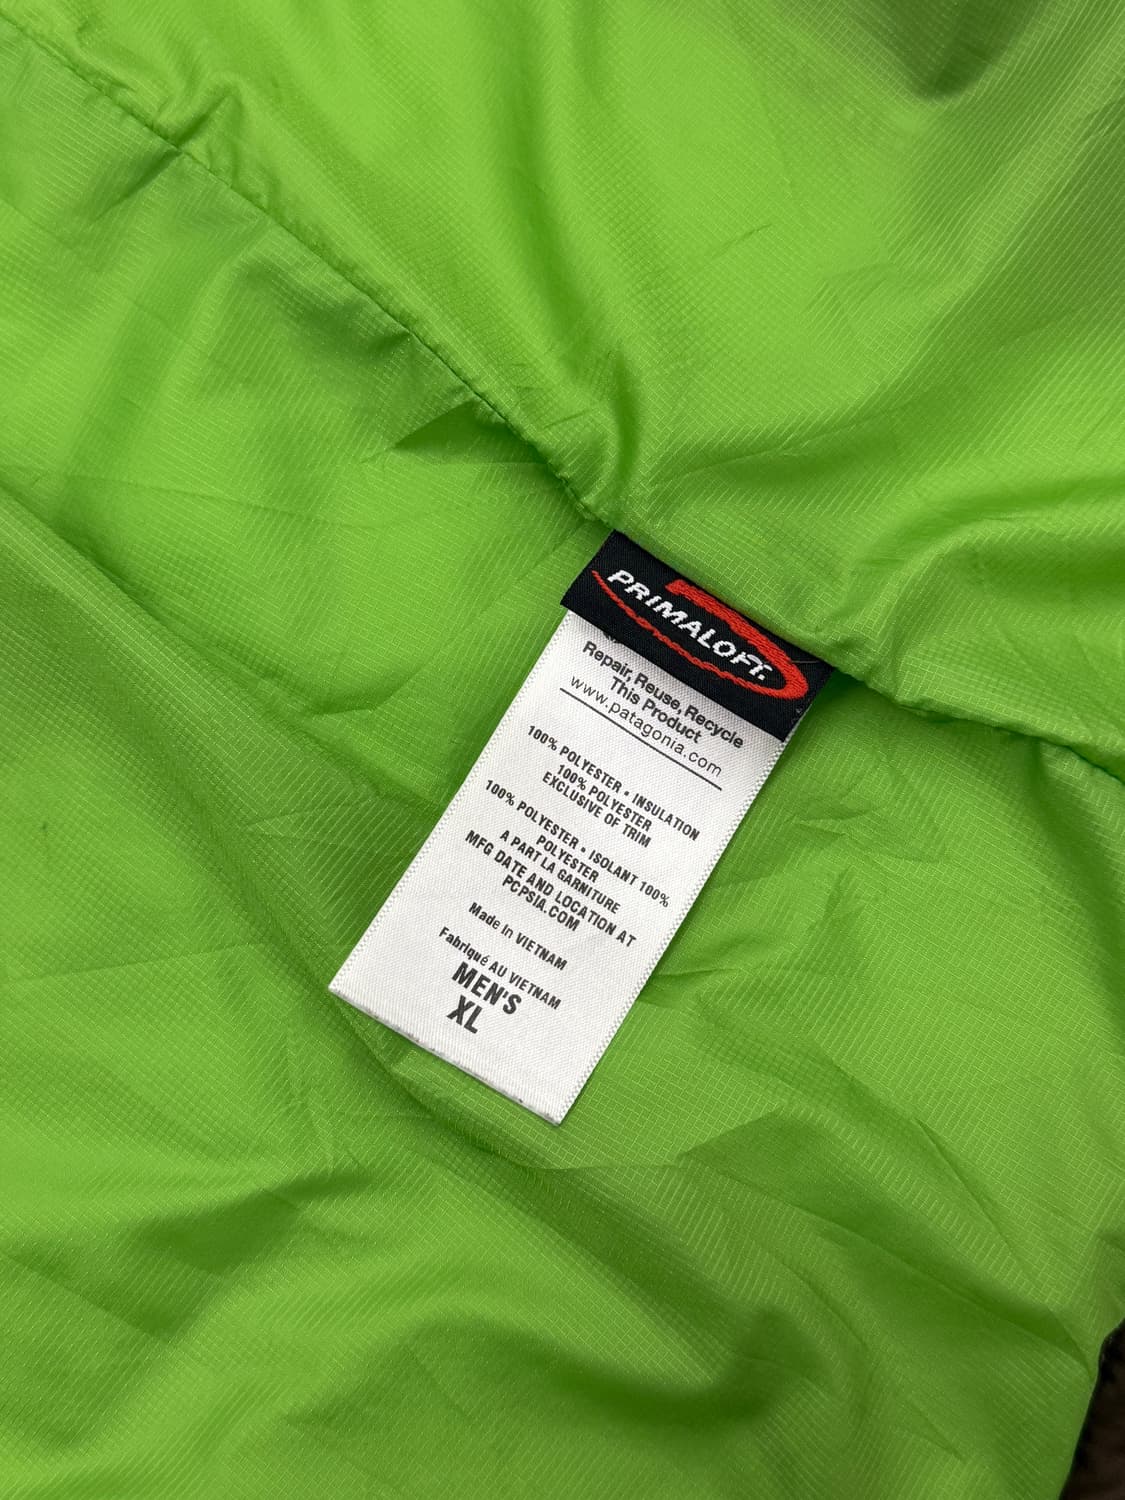 PRIMALOFT.
Repair, Reuse, Recycle
This Product
www.patagonia.com
100% POLYESTER • INSULATION
100% POLYESTER
EXCLUSIVE OF TRIM
100% POLYESTER • ISOLANT 100%
POLYESTER
A PART LA GARNITURE
MFG DATE AND LOCATION AT
PCPSIA.COM
Made in VIETNAM
Fabriqué AU VIETNAM
MEN'S
XL